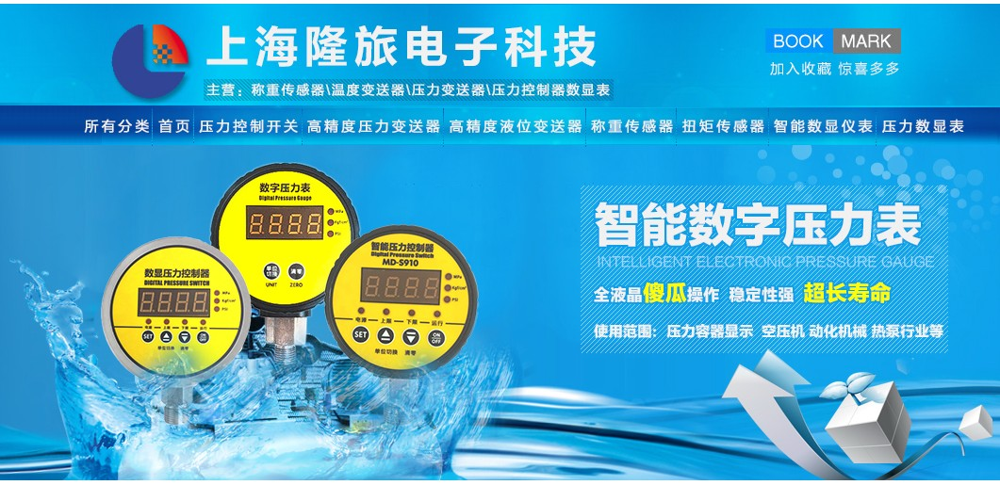 上海隆旅电子科技
主营：称重传感器\温度变送器\压力变送器\压力控制器数显表
BOOK MARK
加入收藏 惊喜多多
所有分类 首页 压力控制开关 高精度压力变送器 高精度液位变送器 称重传感器 扭矩传感器 智能数显仪表 压力数显表
数字压力表
Digital Pressure Gauge
8.8.8.8
MPa
Kgf/cm²
PSI
单位切换 清零
UNIT ZERO
数显压力控制器
DIGITAL PRESSURE SWITCH
8.8.8.8
MPa
Kgf/cm²
PSI
电源 上限 下限 运行
SET ON OFF
单位切换 清零
智能压力控制器
Digital Pressure Switch
MD-S910
8.8.8.8
MPa
Kgf/cm²
PSI
电源 上限 下限 运行
SET ON OFF
单位切换 清零
智能数字压力表
INTELLIGENT ELECTRONIC PRESSURE GAUGE
全液晶傻瓜操作 稳定性强 超长寿命
使用范围：压力容器显示 空压机 动化机械 热泵行业等